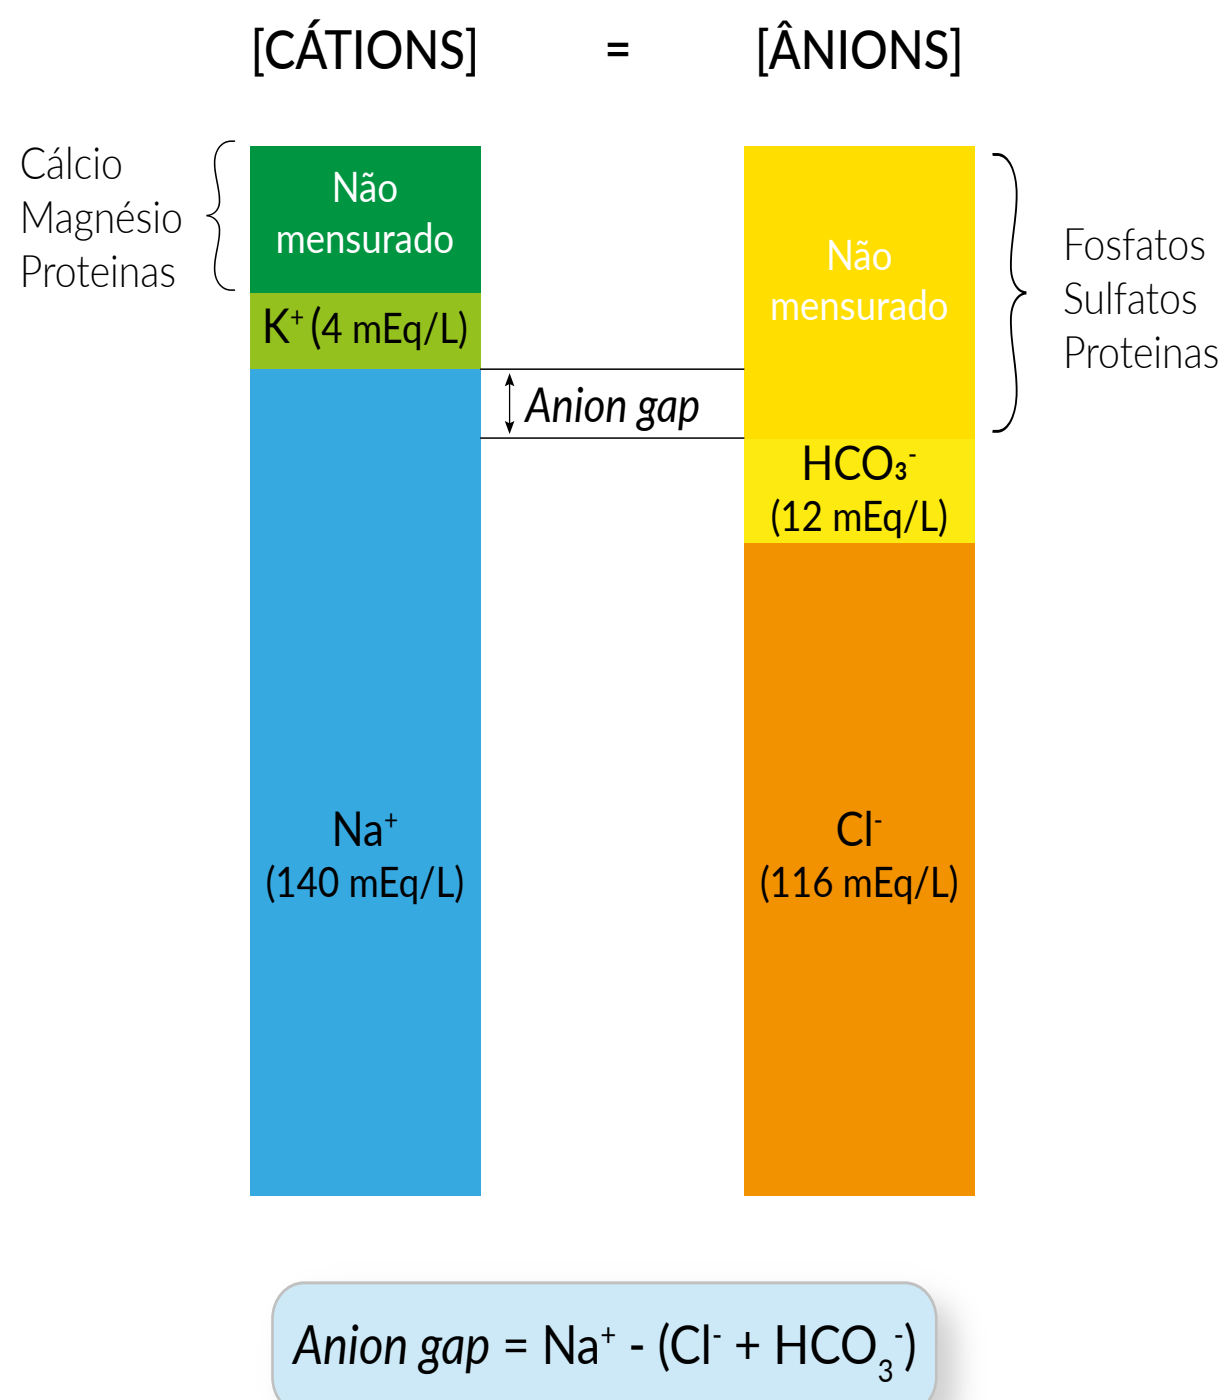 [CÁTIONS] = [ÂNIONS]
Cálcio
Magnésio
Proteinas
Não
mensurado
K⁺ (4 mEq/L)
Na⁺
(140 mEq/L)
Anion gap
Não
mensurado
HCO₃⁻
(12 mEq/L)
Cl⁻
(116 mEq/L)
Fosfatos
Sulfatos
Proteinas
Anion gap = Na⁺ - (Cl⁻ + HCO₃⁻)